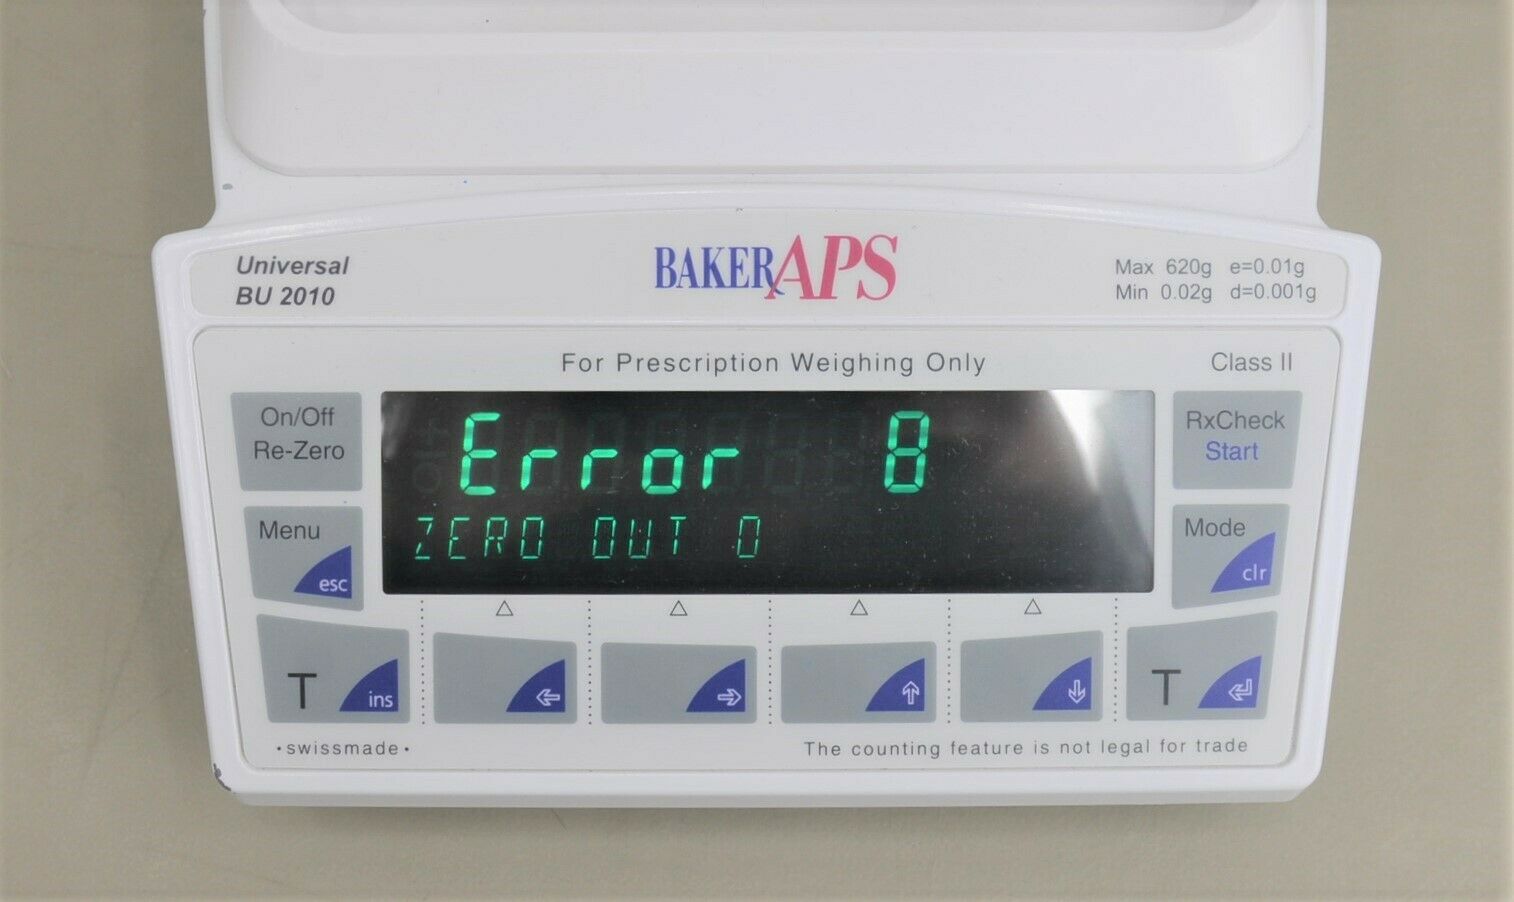 Universal
BU 2010
BAKER APS
Max 620g e=0.01g
Min 0.02g d=0.001g
For Prescription Weighing Only
Class II
On/Off
Re-Zero
Error 8
ZERO OUT 0
RxCheck
Start
Menu
esc
Mode
clr
T ins
T
•swissmade•
The counting feature is not legal for trade